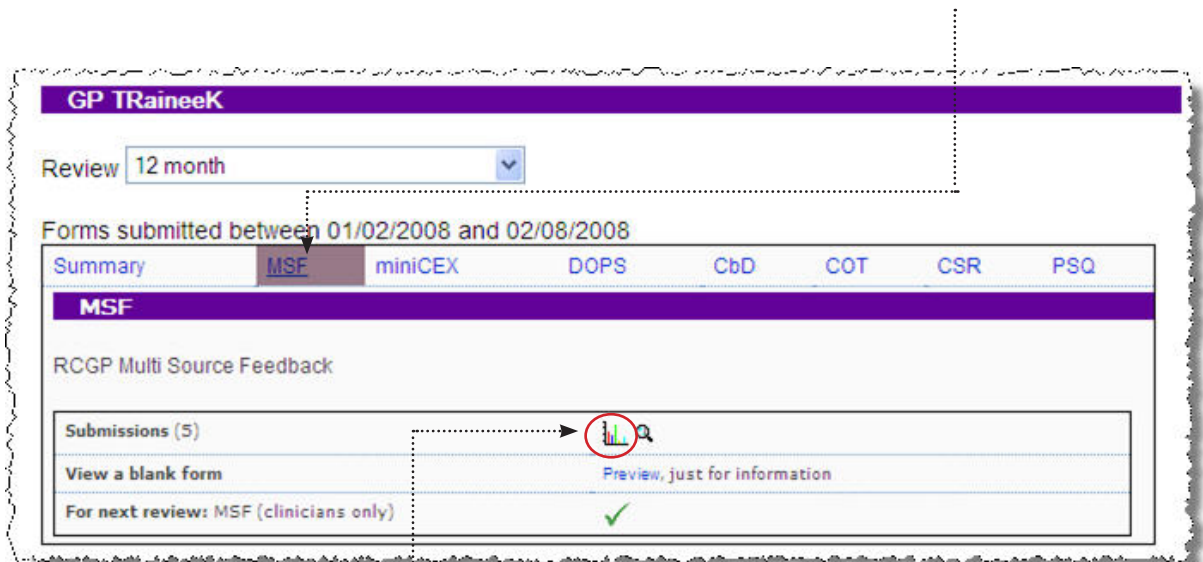 GP TRaineeK
Review 12 month
Forms submitted between 01/02/2008 and 02/08/2008
Summary MSF miniCEX DOPS CbD COT CSR PSQ
MSF
RCGP Multi Source Feedback
Submissions (5)
View a blank form Preview, just for information
For next review: MSF (clinicians only)